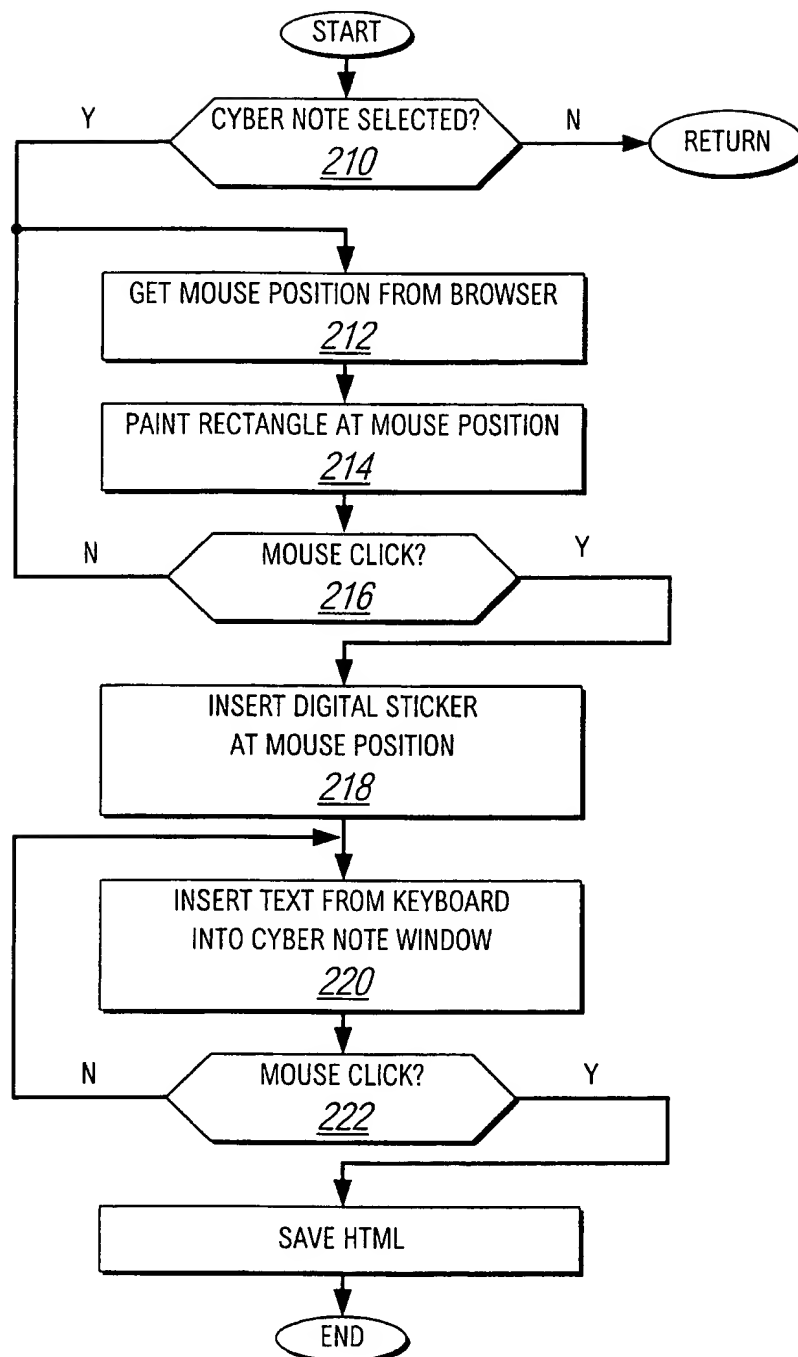 START
Y
CYBER NOTE SELECTED?
N
210
RETURN
GET MOUSE POSITION FROM BROWSER
212
PAINT RECTANGLE AT MOUSE POSITION
214
N
MOUSE CLICK?
Y
216
INSERT DIGITAL STICKER
AT MOUSE POSITION
218
INSERT TEXT FROM KEYBOARD
INTO CYBER NOTE WINDOW
220
N
MOUSE CLICK?
Y
222
SAVE HTML
END